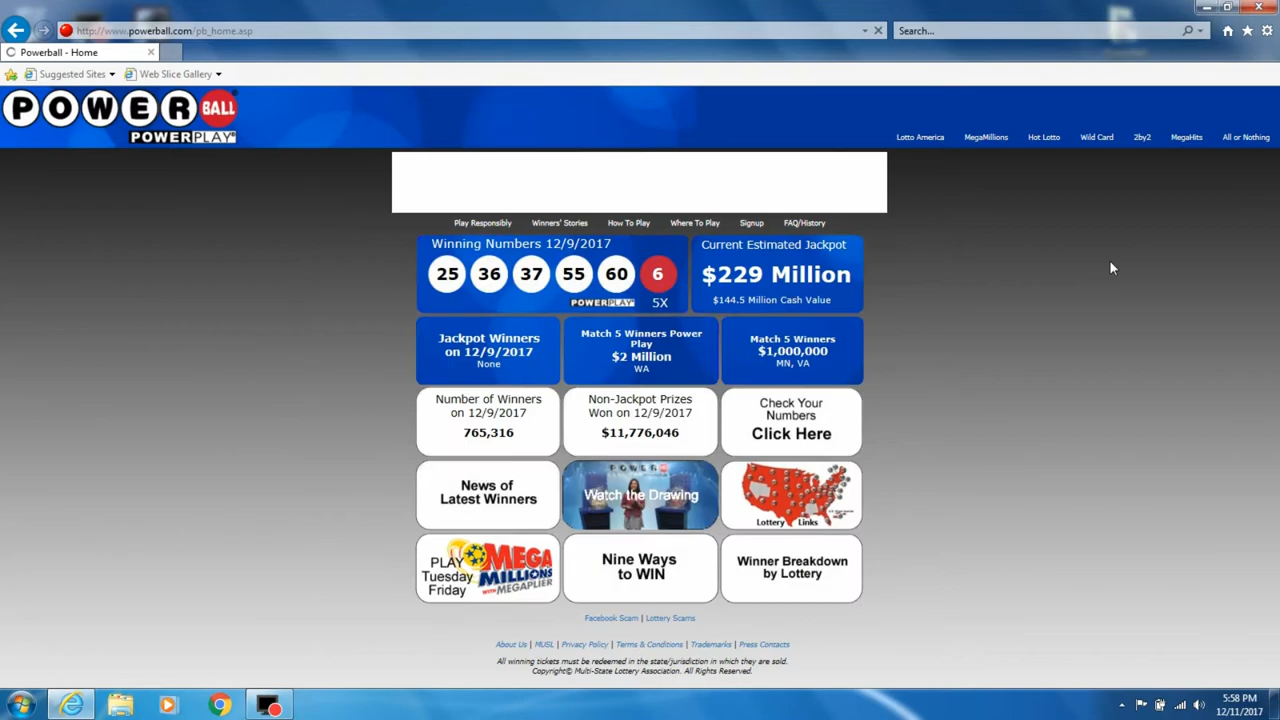 http://www.powerball.com/pb_home.asp
Search...
Powerball - Home
Suggested Sites
Web Slice Gallery
POWERBALL
POWERPLAY®
Lotto America MegaMillions Hot Lotto Wild Card 2by2 MegaHits All or Nothing
Play Responsibly Winners' Stories How To Play Where To Play Signup FAQ/History
Winning Numbers 12/9/2017
25 36 37 55 60 6
POWERPLAY 5X
Current Estimated Jackpot
$229 Million
$144.5 Million Cash Value
Jackpot Winners
on 12/9/2017
None
Match 5 Winners Power
Play
$2 Million
WA
Match 5 Winners
$1,000,000
MN, VA
Number of Winners
on 12/9/2017
765,316
Non-Jackpot Prizes
Won on 12/9/2017
$11,776,046
Check Your
Numbers
Click Here
News of
Latest Winners
POWER
Watch the Drawing
Lottery Links
PLAY
Tuesday
Friday
MEGA
MILLIONS
WITH MEGAPLIER
Nine Ways
to WIN
Winner Breakdown
by Lottery
Facebook Scam | Lottery Scams
About Us | MUSL | Privacy Policy | Terms & Conditions | Trademarks | Press Contacts
All winning tickets must be redeemed in the state/jurisdiction in which they are sold.
Copyright© Multi-State Lottery Association. All Rights Reserved.
5:58 PM
12/11/2017